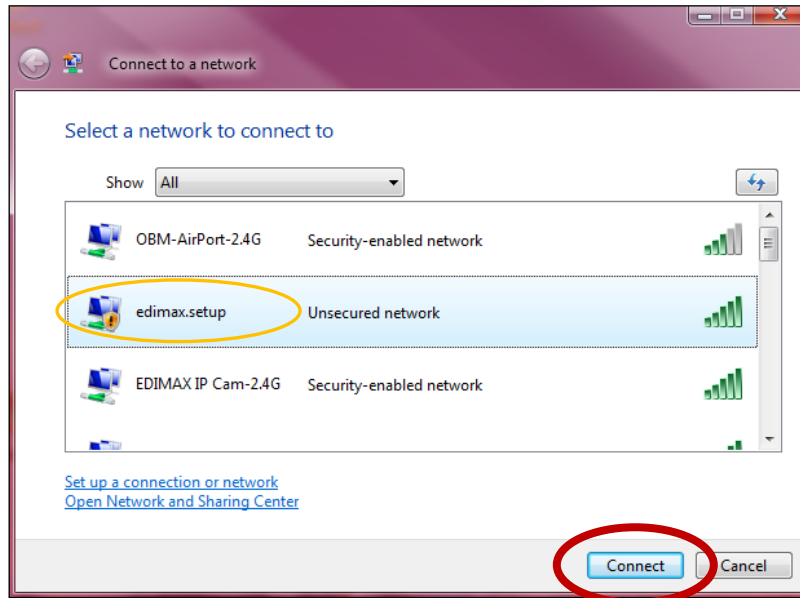 Connect to a network
Select a network to connect to
Show All
OBM-AirPort-2.4G Security-enabled network
edimax.setup Unsecured network
EDIMAX IP Cam-2.4G Security-enabled network
Set up a connection or network
Open Network and Sharing Center
Connect Cancel